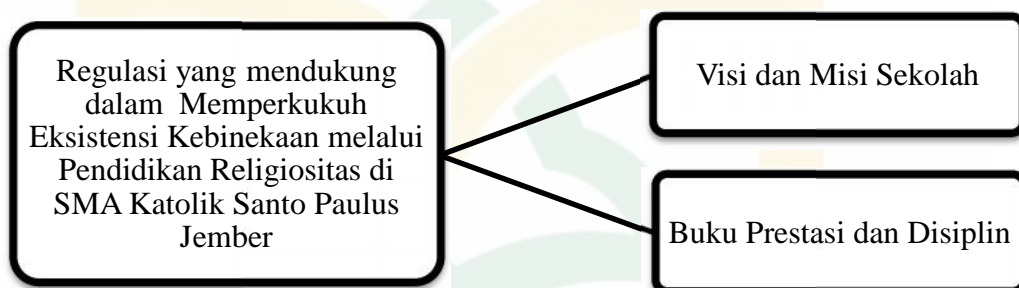 Regulasi yang mendukung
dalam Memperkukuh
Eksistensi Kebinekaan melalui
Pendidikan Religiositas di
SMA Katolik Santo Paulus
Jember
Visi dan Misi Sekolah
Buku Prestasi dan Disiplin